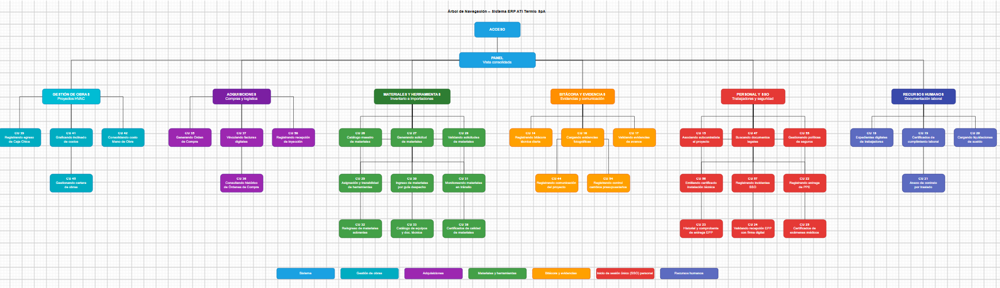 Árbol de Navegación – Sistema ERP ATI Termio SpA
ACCESO
PANEL
Vista consolidada
GESTIÓN DE OBRAS
Proyectos HVAC
ADQUISICIONES
Compras y logística
MATERIALES Y HERRAMIENTAS
Inventario e importaciones
BITÁCORA Y EVIDENCIAS
Evidencias y comunicación
PERSONAL Y SSO
Trabajadores y seguridad
RECURSOS HUMANOS
Documentación laboral
CU 39
Registrando egreso
de Caja Chica
CU 41
Graficando inclinado
de costos
CU 42
Consolidando costo
Mano de Obra
CU 35
Generando Orden
de Compra
CU 37
Vinculando facturas
digitales
CU 58
Registrando recepción
de inyección
CU 26
Catálogo maestro
de materiales
CU 27
Generando solicitud
de materiales
CU 28
Validando solicitudes
de materiales
CU 14
Registrando bitácora
técnica diaria
CU 16
Cargando evidencias
fotográficas
CU 17
Validando evidencias
de avance
CU 15
Asociando subcontratista
al proyecto
CU 47
Buscando documentos
legales
CU 55
Gestionando políticas
de seguros
CU 18
Expedientes digitales
de trabajadores
CU 19
Certificados de
cumplimiento laboral
CU 20
Cargando liquidaciones
de sueldo
CU 45
Gestionando cartera
de obras
CU 36
Consultando histórico
de Órdenes de Compra
CU 29
Asignación y trazabilidad
de herramientas
CU 30
Ingreso de materiales
por guía despacho
CU 31
Monitoreando materiales
en tránsito
CU 44
Registrando comunicación
del proyecto
CU 54
Registrando control
cambios presupuestarios
CU 56
Emitiendo certificado
instalación técnica
CU 57
Registrando incidentes
SSO
CU 22
Registrando entrega
de PPE
CU 21
Anexo de contrato
por traslado
CU 32
Reingreso de materiales
sobrantes
CU 33
Catálogo de equipos
y doc. técnica
CU 38
Certificados de calidad
de materiales
CU 23
Historial y comprobante
de entrega EPP
CU 24
Validando recepción EPP
con firma digital
CU 25
Certificados de
exámenes médicos
Sistema
Gestión de obras
Adquisiciones
Materiales y herramientas
Bitácora y evidencias
Inicio de sesión único (SSO) personal
Recursos humanos